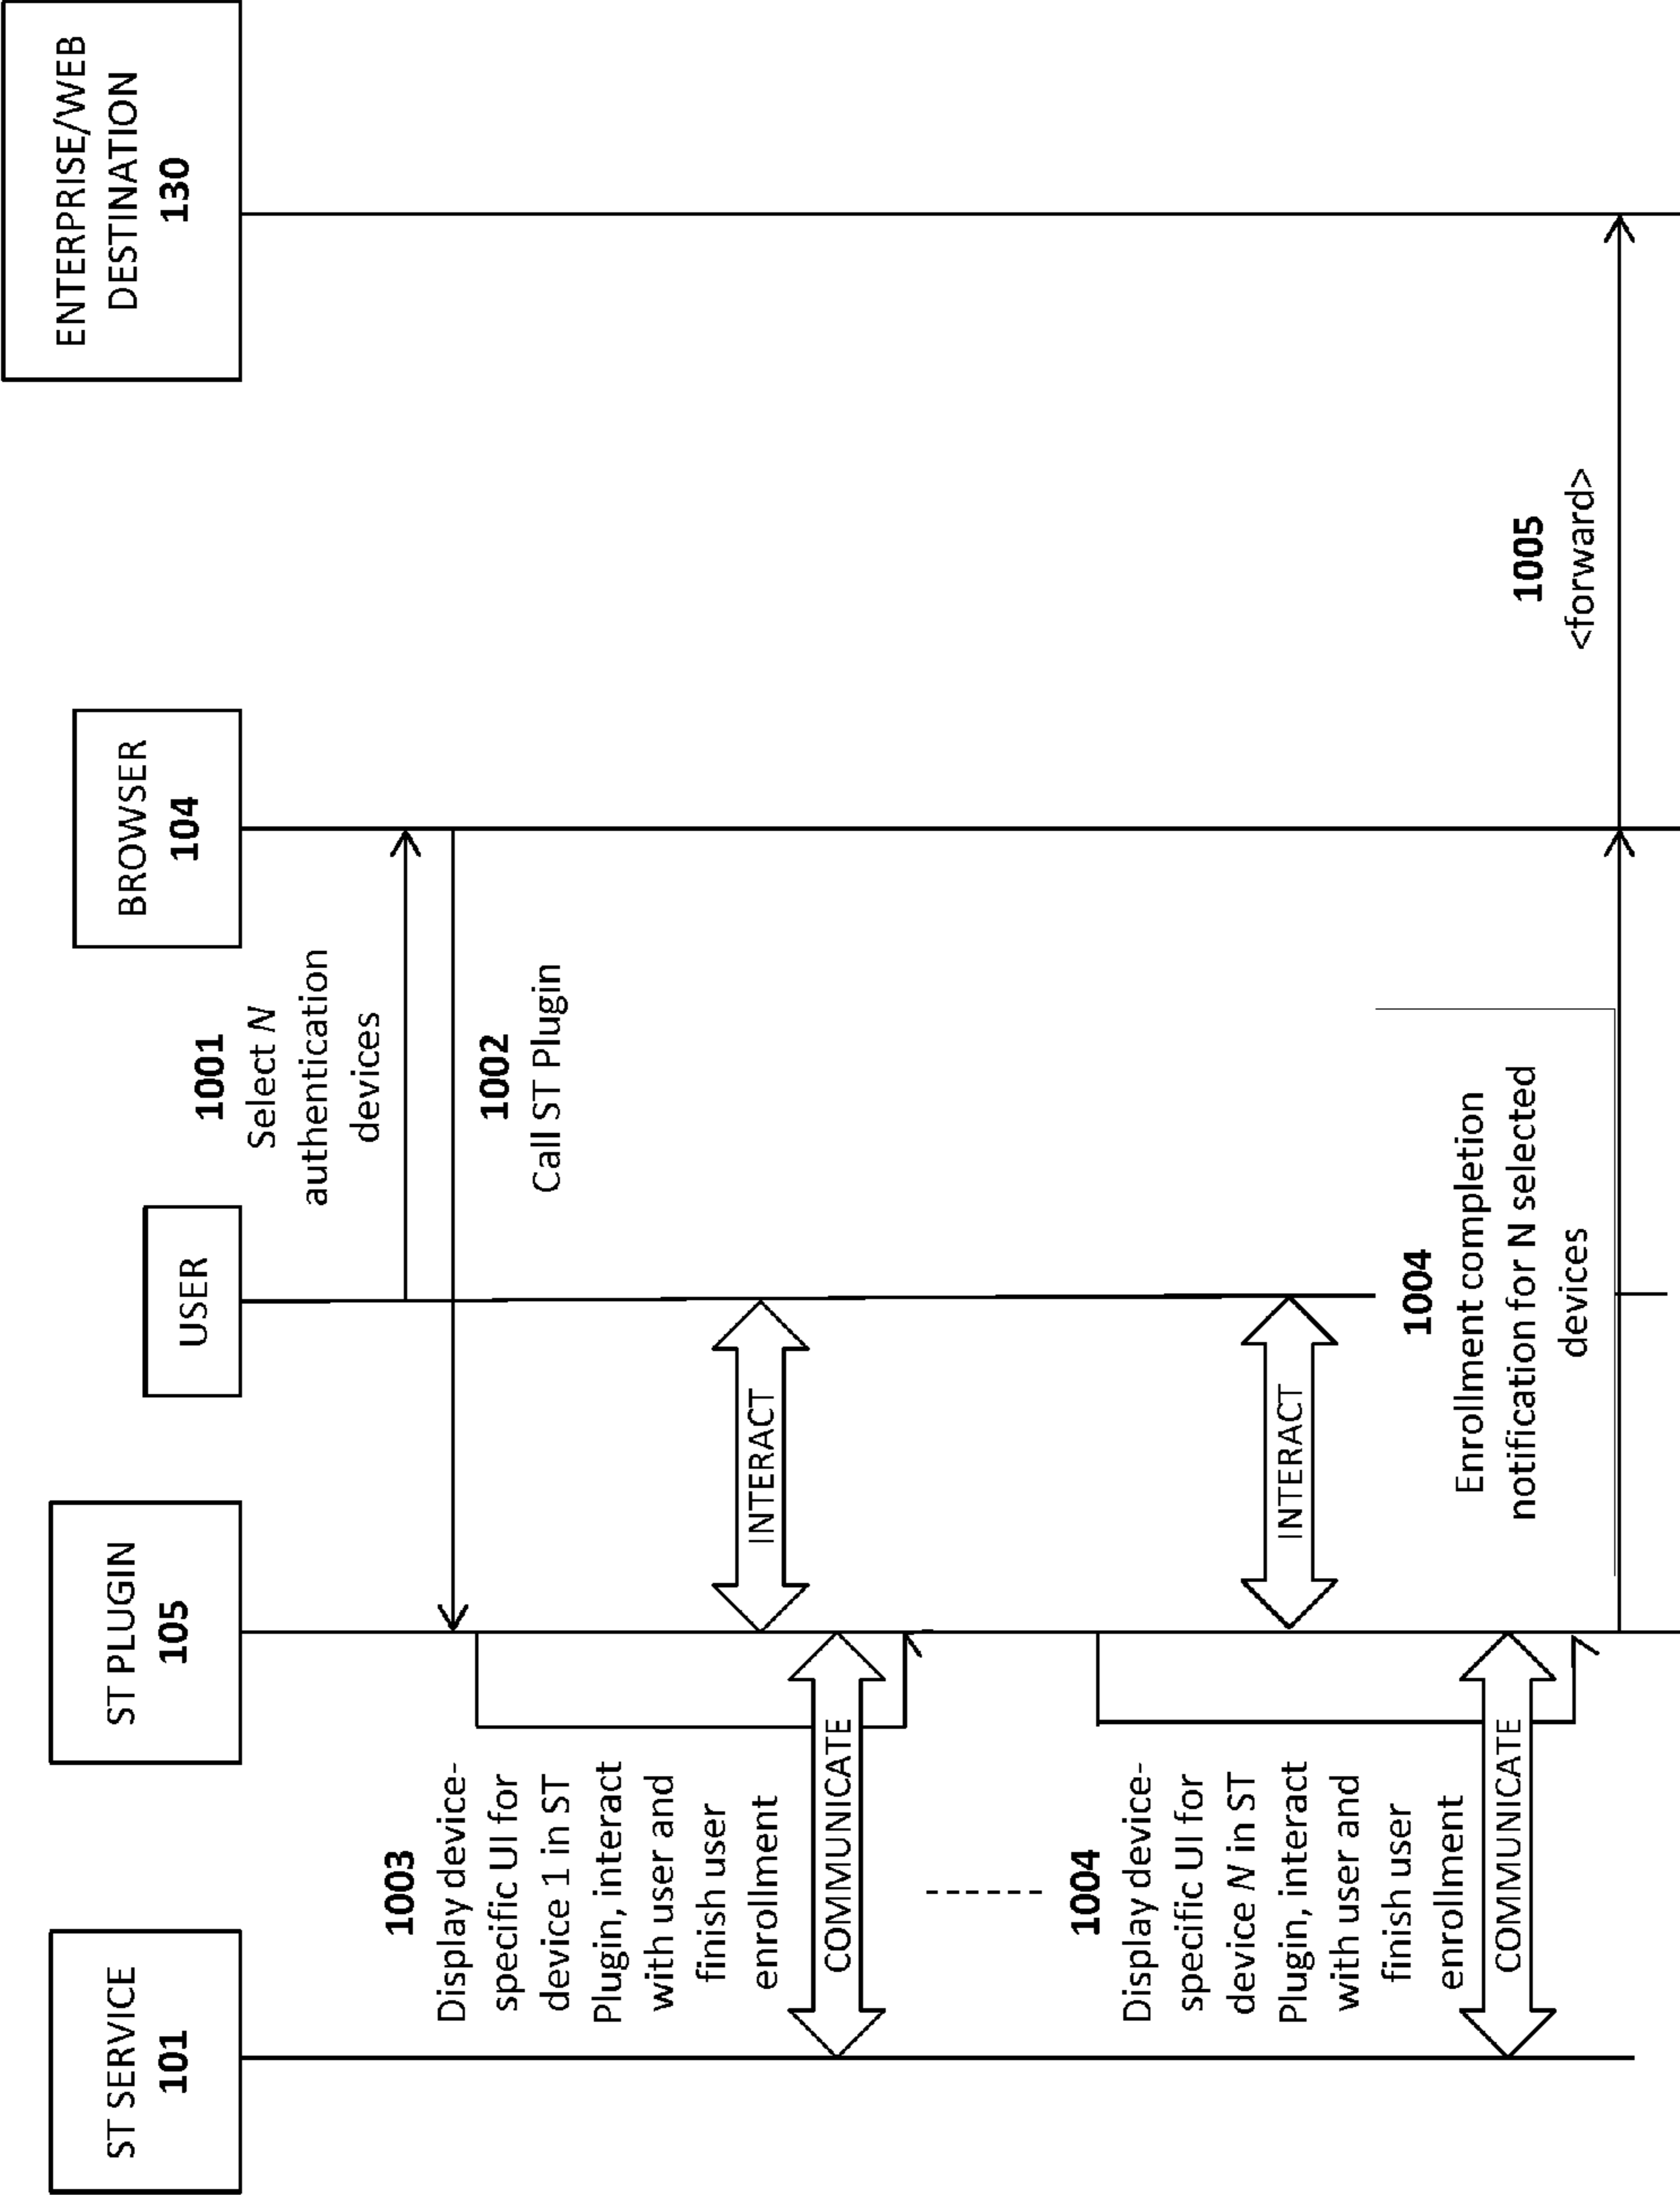 ST SERVICE
101
ST PLUGIN
105
USER
BROWSER
104
ENTERPRISE/WEB
DESTINATION
130
1001
Select N
authentication
devices
1002
Call ST Plugin
1003
Display device-
specific UI for
device 1 in ST
Plugin, interact
with user and
finish user
enrollment
INTERACT
COMMUNICATE
1004
Display device-
specific UI for
device N in ST
Plugin, interact
with user and
finish user
enrollment
INTERACT
COMMUNICATE
1004
Enrollment completion
notification for N selected
devices
1005
<forward>